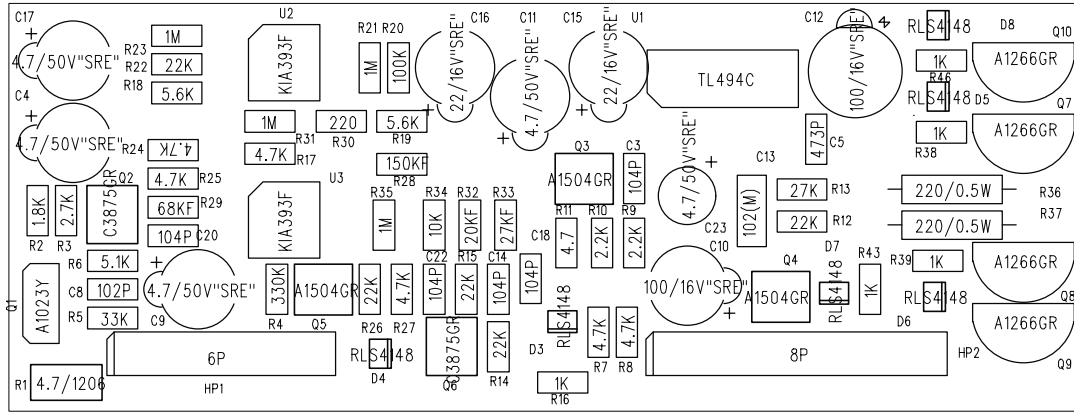 C17
4.7/50V"SRE"
R23
1M
R22
22K
R18
5.6K
U2
KIA393F
R21
1M
R20
100K
C16
22/16V"SRE"
C11
4.7/50V"SRE"
C15
22/16V"SRE"
U1
TL494C
C12
100/16V"SRE"
RLS4148
D8
Q10
A1266GR
1K
R46
C4
4.7/50V"SRE"
R24
4.7K
1M
R31
220
R30
5.6K
R19
4.7K
R17
150KF
R28
473P
C5
RLS4148
D5
Q7
A1266GR
1K
R38
R2
1.8K
R3
2.7K
Q2
C3875GR
4.7K
R25
68KF
R29
104P
C20
U3
KIA393F
R35
1M
R34
10K
R32
20KF
R33
27KF
Q3
A1504GR
C3
104P
4.7/50V"SRE"
C23
C13
102(M)
27K
R13
22K
R12
220/0.5W
R36
220/0.5W
R37
C18
104P
R11
4.7
R10
2.2K
R9
2.2K
Q1
A1023Y
R6
5.1K
C8
102P
R5
33K
4.7/50V"SRE"
C9
330K
R4
A1504GR
Q5
22K
R26
4.7K
R27
C22
104P
R15
22K
C14
104P
C10
100/16V"SRE"
Q4
A1504GR
D7
RLS4148
R43
1K
R39
1K
RLS4148
D6
A1266GR
Q8
A1266GR
Q9
R1
4.7/1206
6P
HP1
RLS4148
D4
C3875GR
Q6
22K
R14
RLS4148
D3
4.7K
R7
4.7K
R8
1K
R16
8P
HP2